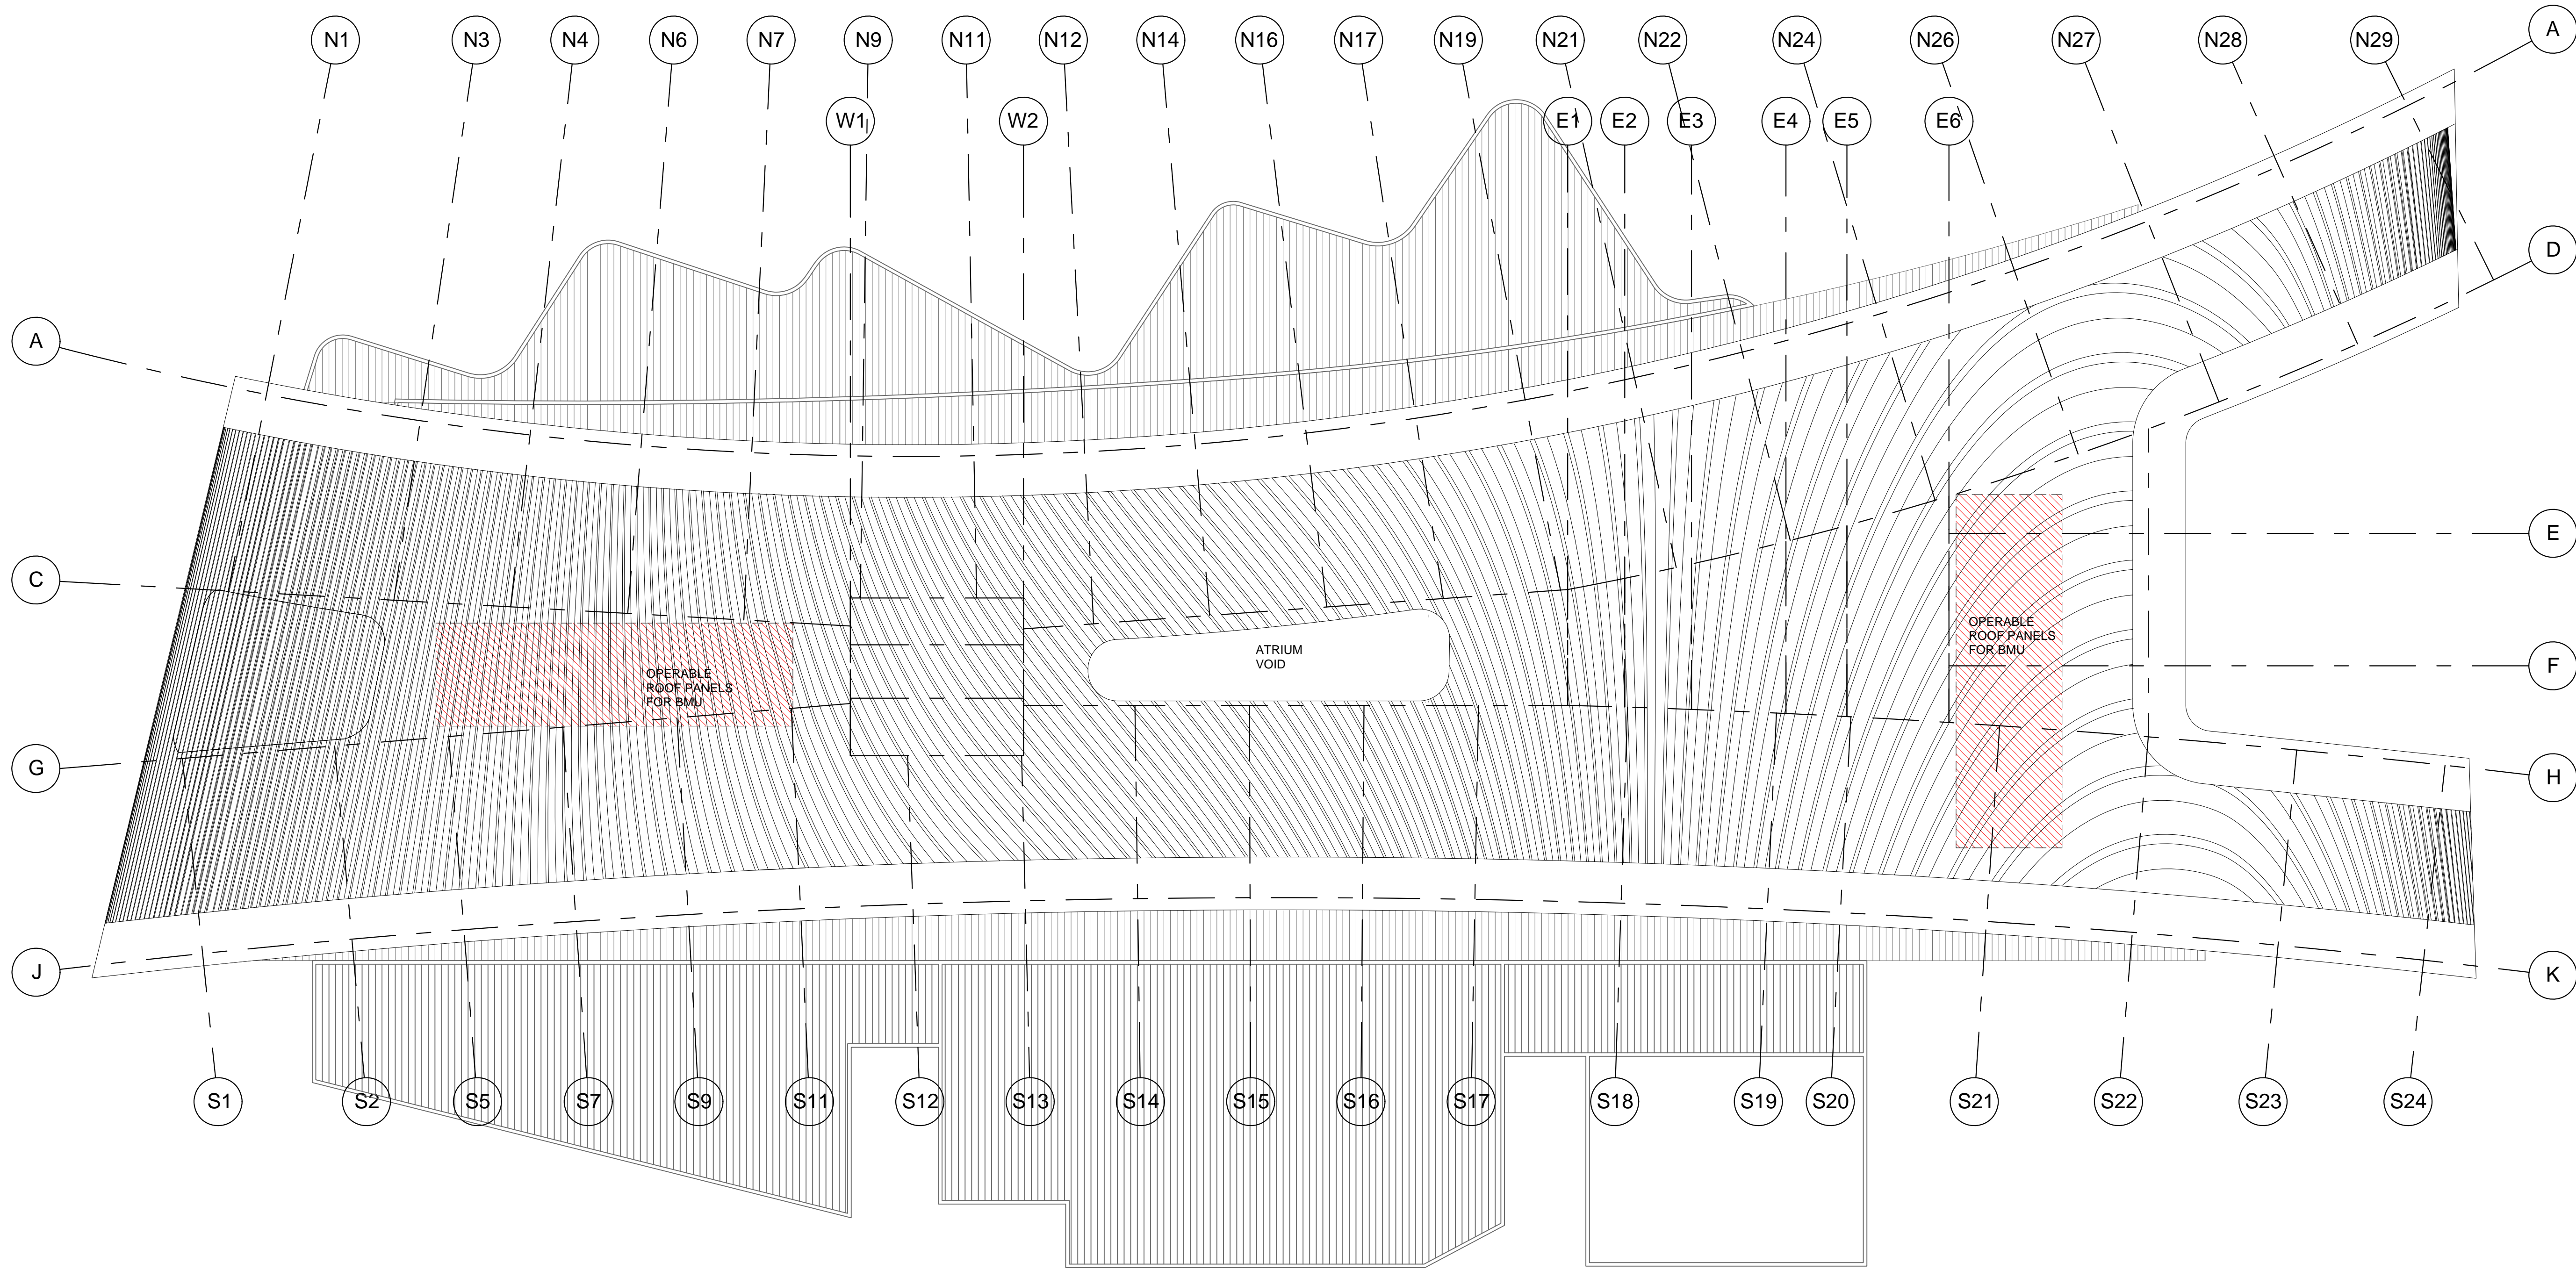 A
N1
N3
N4
N6
N7
N9
N11
N12
N14
N16
N17
N19
N21
N22
N24
N26
N27
N28
N29
W1
W2
E1
E2
E3
E4
E5
E6
D
A
E
C
OPERABLE
ROOF PANELS
FOR BMU
ATRIUM
VOID
OPERABLE
ROOF PANELS
FOR BMU
F
G
H
J
K
S1
S2
S5
S7
S9
S11
S12
S13
S14
S15
S16
S17
S18
S19
S20
S21
S22
S23
S24